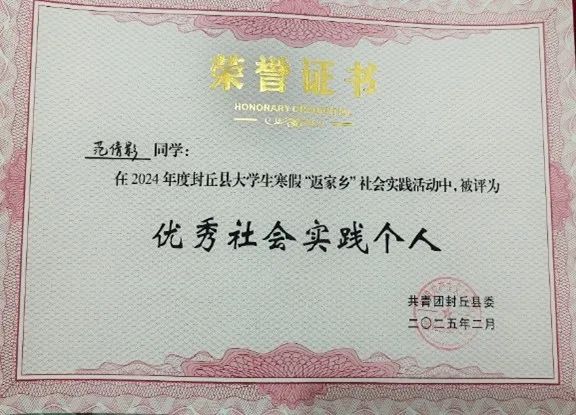 荣誉证书
HONORARY CREDENTIAL
范倩影 同学：
在2024年度封丘县大学生寒假“返家乡”社会实践活动中，被评为
优秀社会实践个人
共青团封丘县委
二〇二五年二月